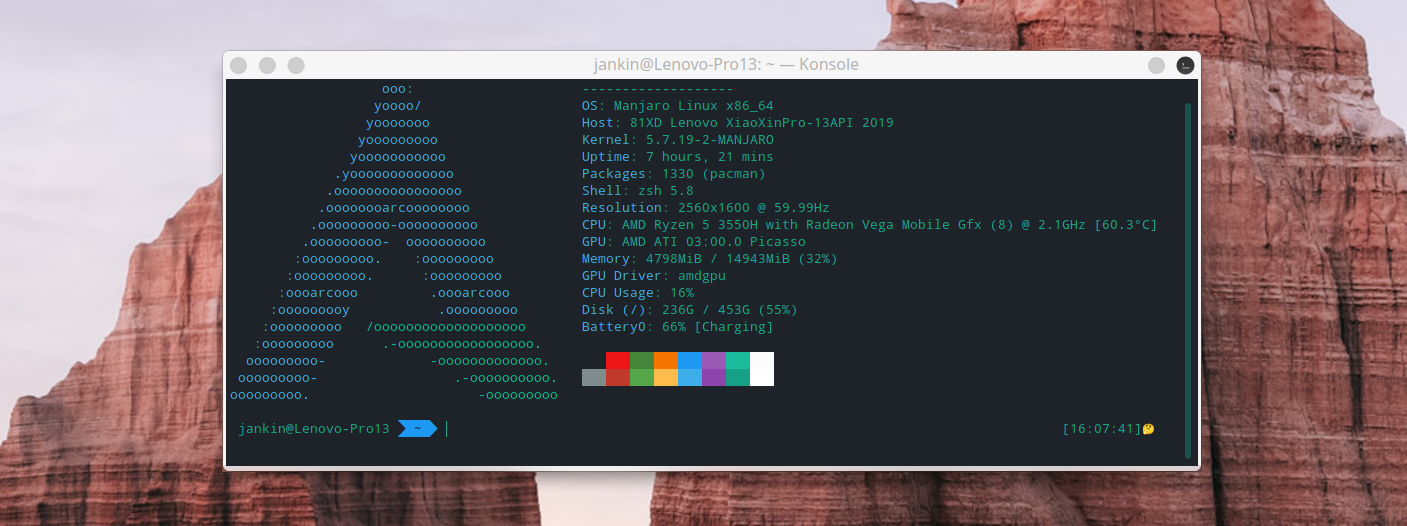 jankin@Lenovo-Pro13: ~ — Konsole
ooo: -------------------
yoooo/ OS: Manjaro Linux x86_64
yooooooo Host: 81XD Lenovo XiaoXinPro-13API 2019
yooooooooo Kernel: 5.7.19-2-MANJARO
yooooooooooo Uptime: 7 hours, 21 mins
.yooooooooooooo Packages: 1330 (pacman)
.oooooooooooooooo Shell: zsh 5.8
.oooooooarcoooooooo Resolution: 2560x1600 @ 59.99Hz
.ooooooooo-oooooooooo CPU: AMD Ryzen 5 3550H with Radeon Vega Mobile Gfx (8) @ 2.1GHz [60.3°C]
.ooooooooo- oooooooooo GPU: AMD ATI 03:00.0 Picasso
:ooooooooo. :ooooooooo Memory: 4798MiB / 14943MiB (32%)
:ooooooooo. :ooooooooo GPU Driver: amdgpu
:oooarcooo .oooarcooo CPU Usage: 16%
:ooooooooy .ooooooooo Disk (/): 236G / 453G (55%)
:ooooooooo /ooooooooooooooooooo Battery0: 66% [Charging]
:ooooooooo .-ooooooooooooooooo.
ooooooooo- -ooooooooooooo.
ooooooooo- .-oooooooooo.
ooooooooo. -ooooooooo
jankin@Lenovo-Pro13 ~ [16:07:41]🤔